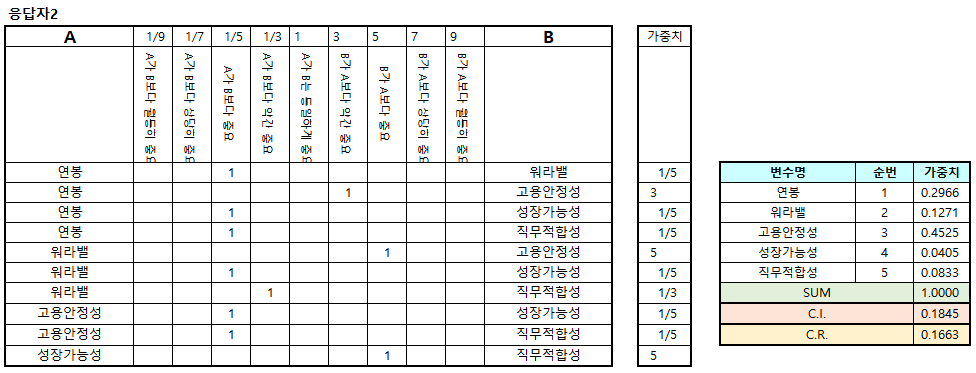 응답자2
A 1/9 1/7 1/5 1/3 1 3 5 7 9 B 가중치
A가 B보다 월등히 중요
A가 B보다 상당히 중요
A가 B보다 중요
A가 B보다 약간 중요
A가 B는 동일하게 중요
B가 A보다 약간 중요
B가 A보다 중요
B가 A보다 상당히 중요
B가 A보다 월등히 중요
연봉 1 워라밸 1/5
연봉 1 고용안정성 3
연봉 1 성장가능성 1/5
연봉 1 직무적합성 1/5
워라밸 1 고용안정성 5
워라밸 1 성장가능성 1/5
워라밸 1 직무적합성 1/3
고용안정성 1 성장가능성 1/5
고용안정성 1 직무적합성 1/5
성장가능성 1 직무적합성 5
변수명 순번 가중치
연봉 1 0.2966
워라밸 2 0.1271
고용안정성 3 0.4525
성장가능성 4 0.0405
직무적합성 5 0.0833
SUM 1.0000
C.I. 0.1845
C.R. 0.1663